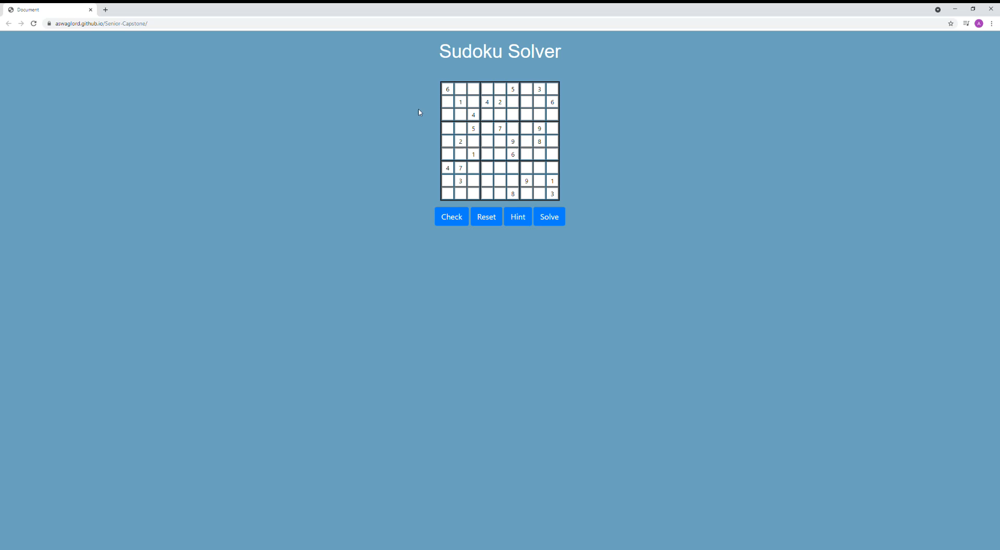 Document
aswaglord.github.io/Senior-Capstone/
A
Sudoku Solver
6 5 3
1 4 2 6
4
5 7 9
2 9 8
1 6
4 7
3 9 1
8 3
Check Reset Hint Solve